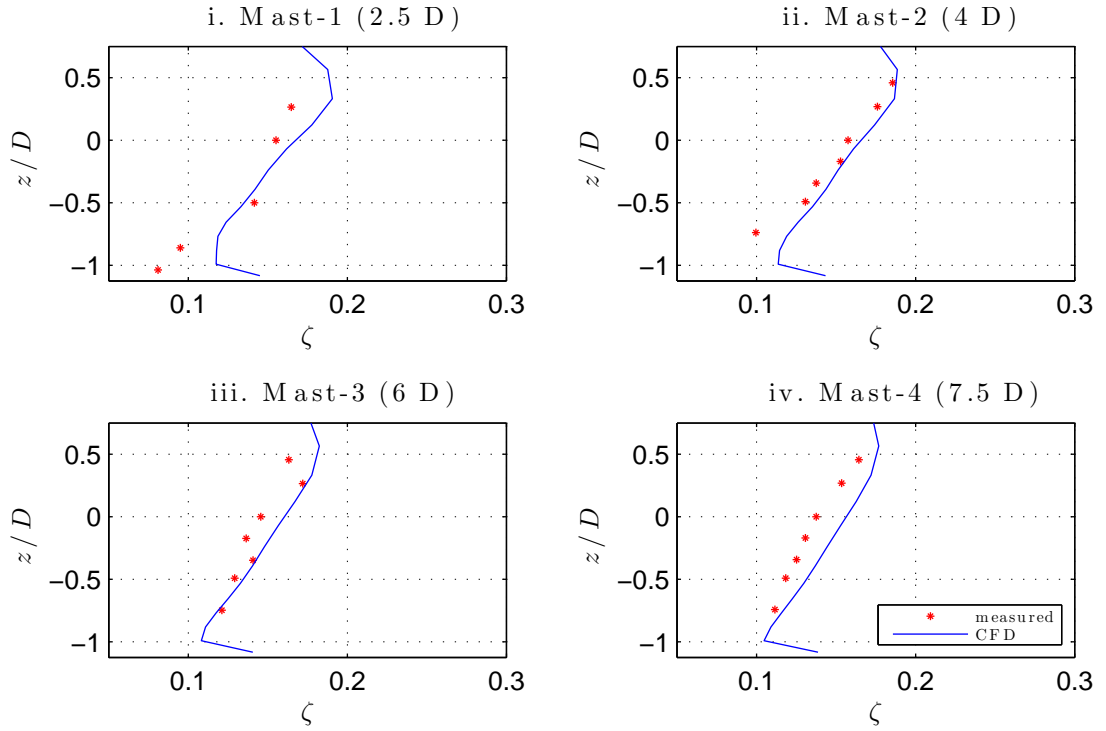 i. Mast-1 (2.5 D)
0.5
0
−0.5
−1
z/D
0.1 0.2 0.3
ζ
ii. Mast-2 (4 D)
0.5
0
−0.5
−1
z/D
0.1 0.2 0.3
ζ
iii. Mast-3 (6 D)
0.5
0
−0.5
−1
z/D
0.1 0.2 0.3
ζ
iv. Mast-4 (7.5 D)
0.5
0
−0.5
−1
z/D
measured
CFD
0.1 0.2 0.3
ζ